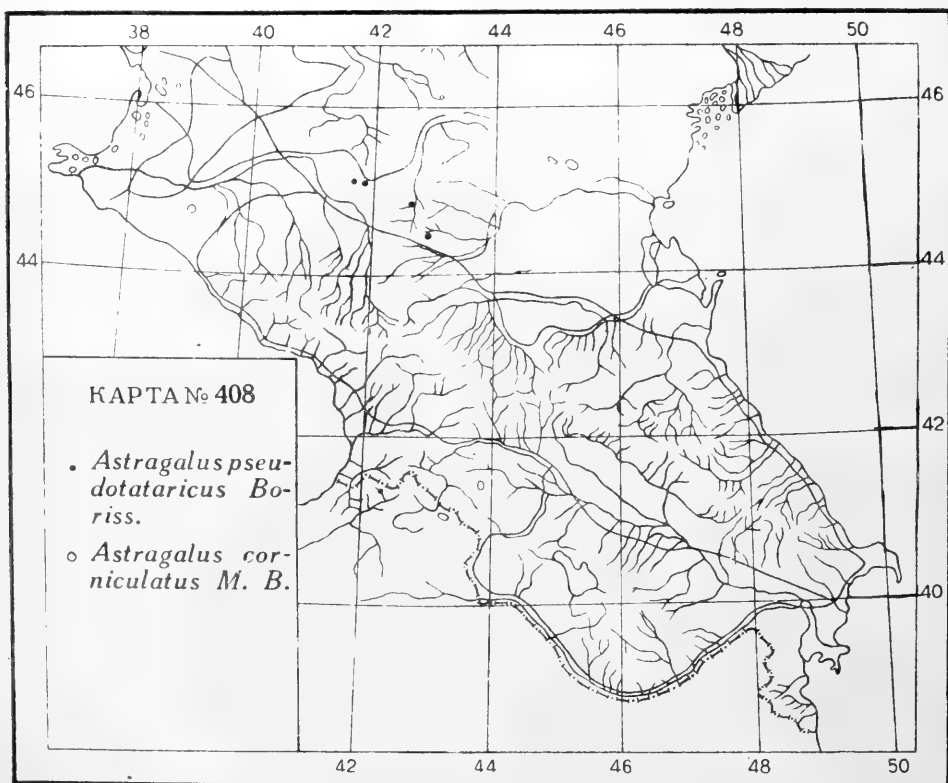 38 40 42 44 46 48 50
46 46
44 44
КАРТА № 408
Astragalus pseu-
dotataricus Bo-
riss.
Astragalus cor-
niculatus M. B.
42
40
42 44 46 48